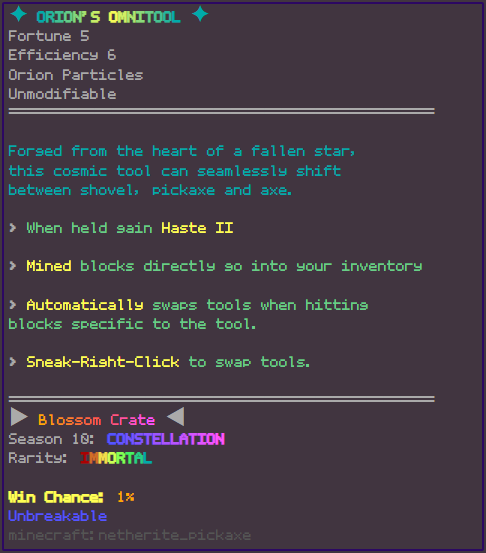 ✦ ORION'S OMNITOOL ✦
Fortune 5
Efficiency 6
Orion Particles
Unmodifiable
Forged from the heart of a fallen star,
this cosmic tool can seamlessly shift
between shovel, pickaxe and axe.
> When held gain Haste II
> Mined blocks directly go into your inventory
> Automatically swaps tools when hitting
blocks specific to the tool.
> Sneak-Right-Click to swap tools.
▶ Blossom Crate ◀
Season 10: CONSTELLATION
Rarity: IMMORTAL
Win Chance: 1%
Unbreakable
minecraft:netherite_pickaxe